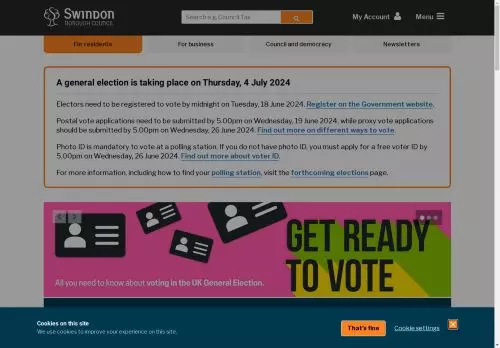 Swindon
BOROUGH COUNCIL
Search e.g. Council Tax
My Account
Menu
For residents
For business
Council and democracy
Newsletters
A general election is taking place on Thursday, 4 July 2024
Electors need to be registered to vote by midnight on Tuesday, 18 June 2024. Register on the Government website.
Postal vote applications need to be submitted by 5.00pm on Wednesday, 19 June 2024, while proxy vote applications
should be submitted by 5.00pm on Wednesday, 26 June 2024. Find out more on different ways to vote.
Photo ID is mandatory to vote at a polling station. If you do not have photo ID, you must apply for a free voter ID by
5.00pm on Wednesday, 26 June 2024. Find out more about voter ID.
For more information, including how to find your polling station, visit the forthcoming elections page.
GET READY
TO VOTE
All you need to know about voting in the UK General Election.
Cookies on this site
We use cookies to improve your experience on this site.
That's fine
Cookie settings